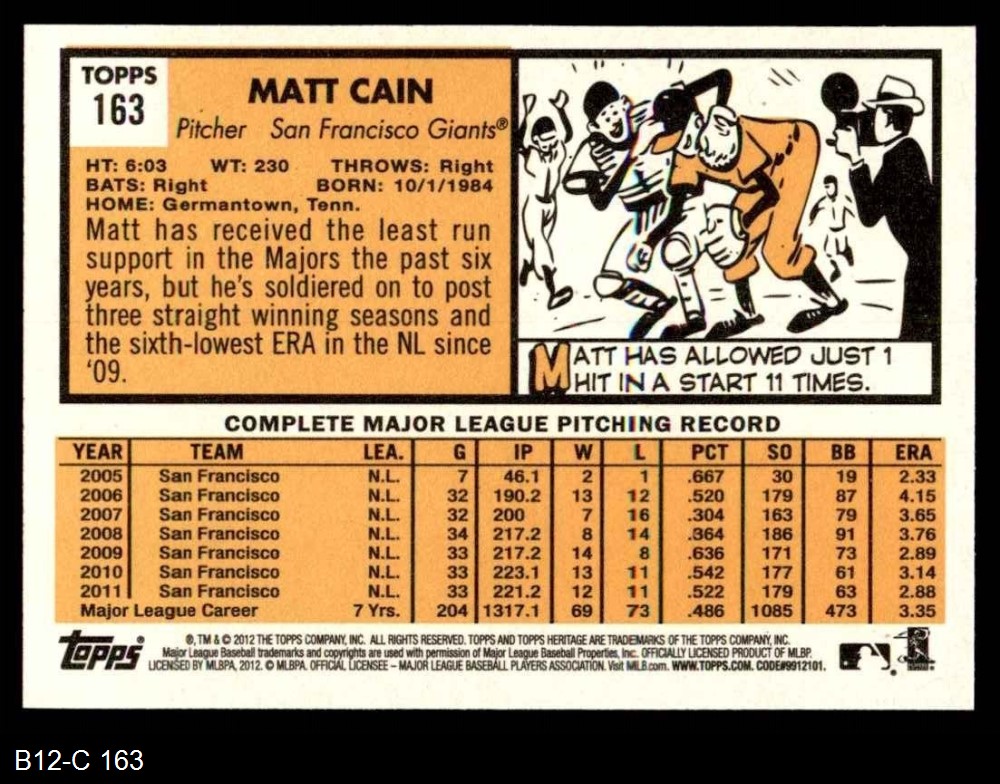 TOPPS
163
MATT CAIN
Pitcher San Francisco Giants®
HT: 6:03 WT: 230 THROWS: Right
BATS: Right BORN: 10/1/1984
HOME: Germantown, Tenn.
Matt has received the least run
support in the Majors the past six
years, but he's soldiered on to post
three straight winning seasons and
the sixth-lowest ERA in the NL since
'09.
MATT HAS ALLOWED JUST 1
HIT IN A START 11 TIMES.
COMPLETE MAJOR LEAGUE PITCHING RECORD
YEAR TEAM LEA. G IP W L PCT SO BB ERA
2005 San Francisco N.L. 7 46.1 2 1 .667 30 19 2.33
2006 San Francisco N.L. 32 190.2 13 12 .520 179 87 4.15
2007 San Francisco N.L. 32 200 7 16 .304 163 79 3.65
2008 San Francisco N.L. 34 217.2 8 14 .364 186 91 3.76
2009 San Francisco N.L. 33 217.2 14 8 .636 171 73 2.89
2010 San Francisco N.L. 33 223.1 13 11 .542 177 61 3.14
2011 San Francisco N.L. 33 221.2 12 11 .522 179 63 2.88
Major League Career 7 Yrs. 204 1317.1 69 73 .486 1085 473 3.35
Topps®
®, TM & © 2012 THE TOPPS COMPANY, INC. ALL RIGHTS RESERVED. TOPPS AND TOPPS HERITAGE ARE TRADEMARKS OF THE TOPPS COMPANY, INC.
Major League Baseball trademarks and copyrights are used with permission of Major League Baseball Properties, Inc. OFFICIALLY LICENSED PRODUCT OF MLBP.
LICENSED BY MLBPA, 2012. © MLBPA. OFFICIAL LICENSEE – MAJOR LEAGUE BASEBALL PLAYERS ASSOCIATION. Visit MLB.com. WWW.TOPPS.COM. CODE#9912101.
B12-C 163